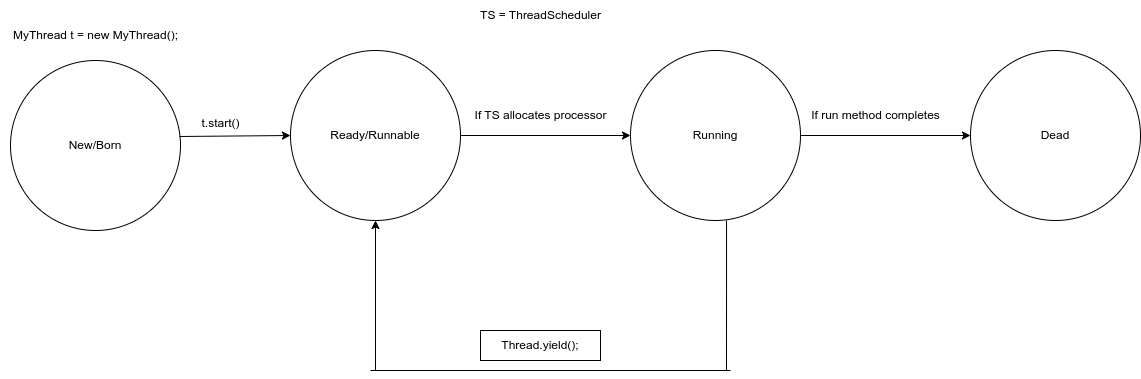 TS = ThreadScheduler
MyThread t = new MyThread();
New/Born
t.start()
Ready/Runnable
If TS allocates processor
Running
If run method completes
Dead
Thread.yield();